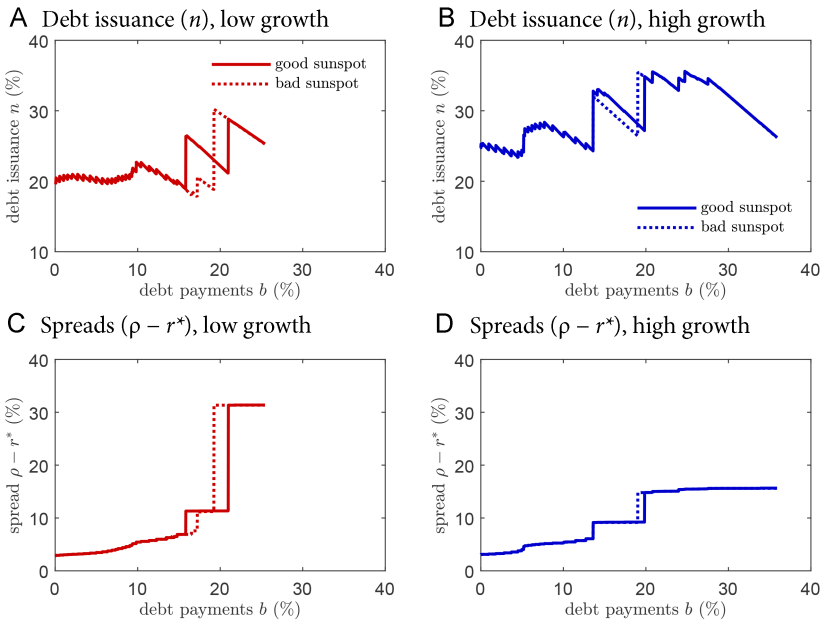 A Debt issuance (n), low growth
debt issuance n (%)
40
30
20
10
good sunspot
bad sunspot
0 10 20 30 40
debt payments b (%)
B Debt issuance (n), high growth
debt issuance n (%)
40
30
20
10
good sunspot
bad sunspot
0 10 20 30 40
debt payments b (%)
C Spreads (ρ – r*), low growth
spread ρ − r* (%)
40
30
20
10
0
0 10 20 30 40
debt payments b (%)
D Spreads (ρ – r*), high growth
spread ρ − r* (%)
40
30
20
10
0
0 10 20 30 40
debt payments b (%)